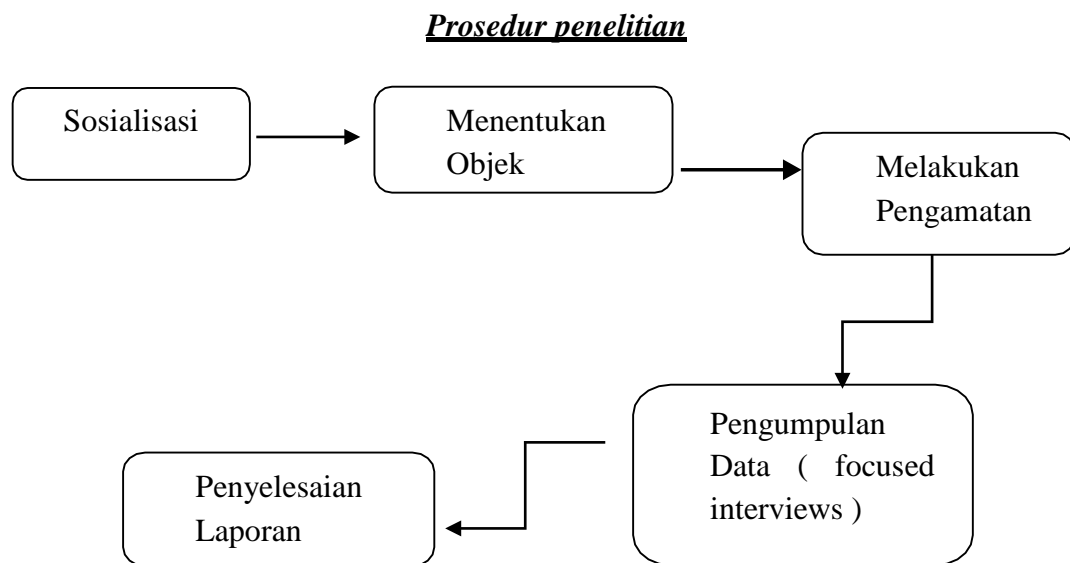 Prosedur penelitian
Sosialisasi
Menentukan
Objek
Melakukan
Pengamatan
Pengumpulan
Data ( focused
interviews )
Penyelesaian
Laporan